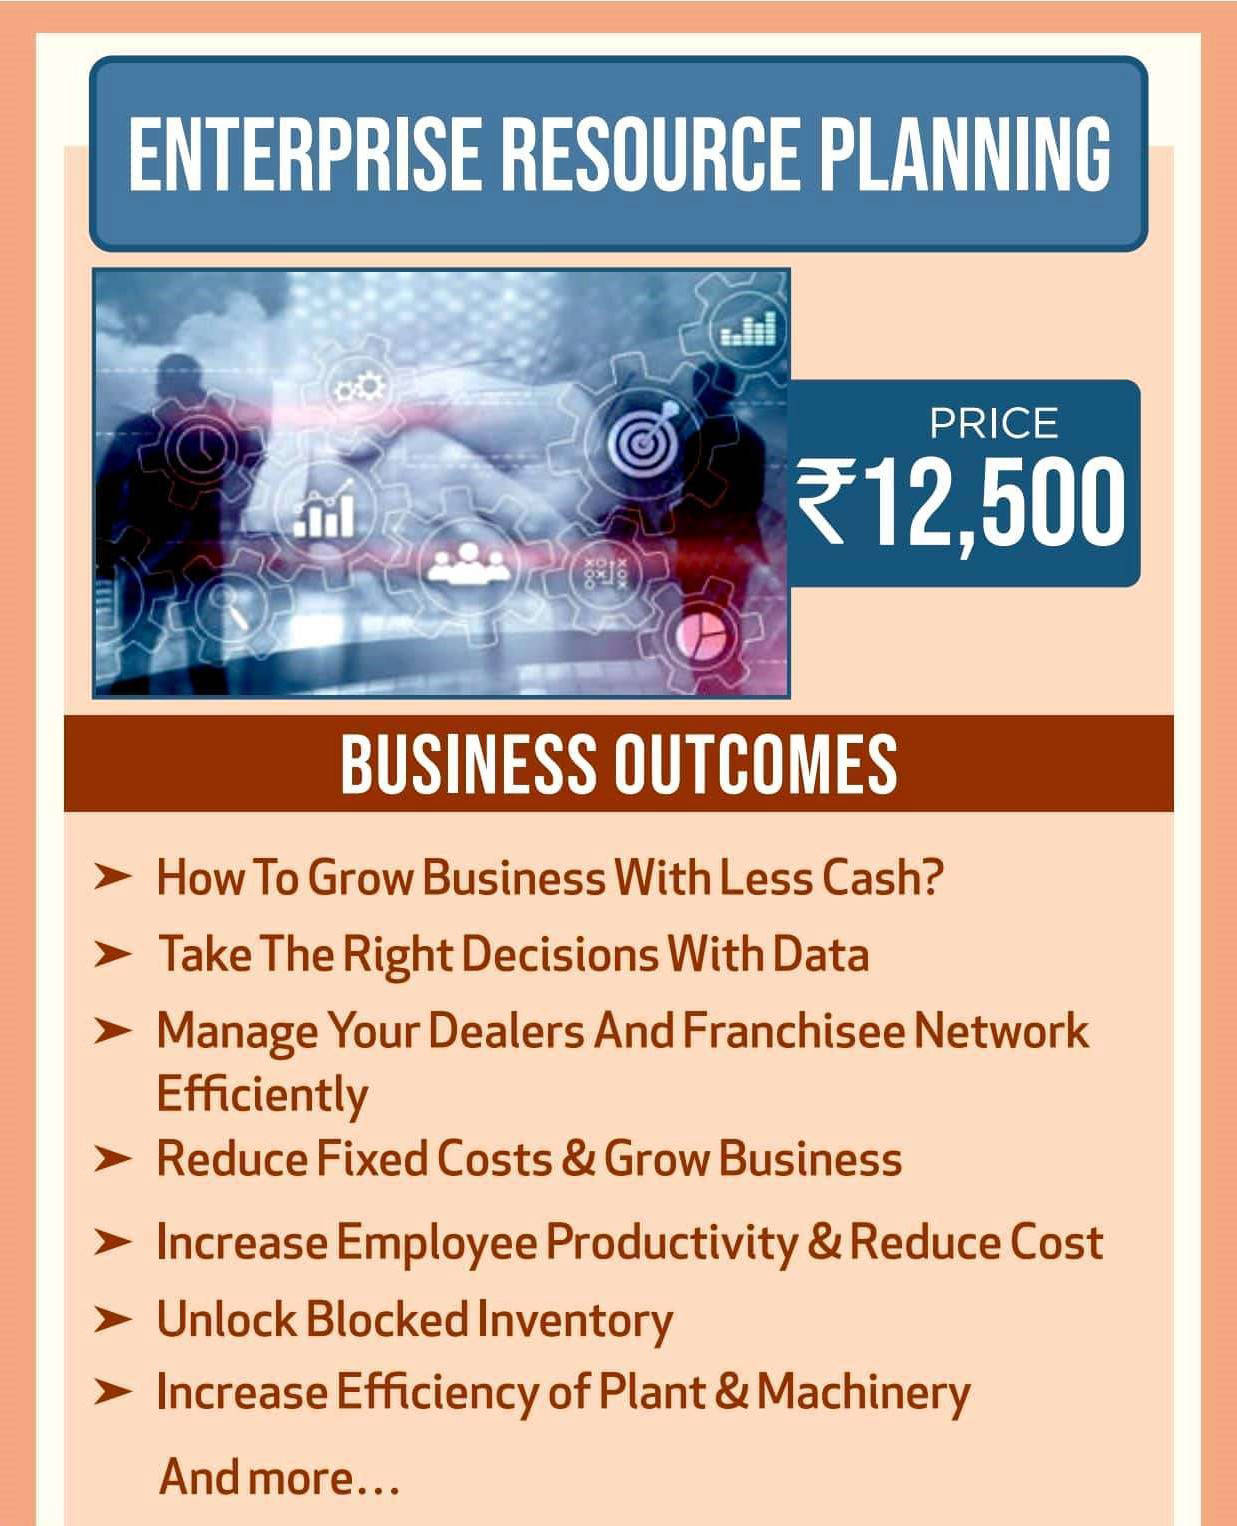 ENTERPRISE RESOURCE PLANNING
PRICE
₹12,500
BUSINESS OUTCOMES
➤ How To Grow Business With Less Cash?
➤ Take The Right Decisions With Data
➤ Manage Your Dealers And Franchisee Network
Efficiently
➤ Reduce Fixed Costs & Grow Business
➤ Increase Employee Productivity & Reduce Cost
➤ Unlock Blocked Inventory
➤ Increase Efficiency of Plant & Machinery
And more...